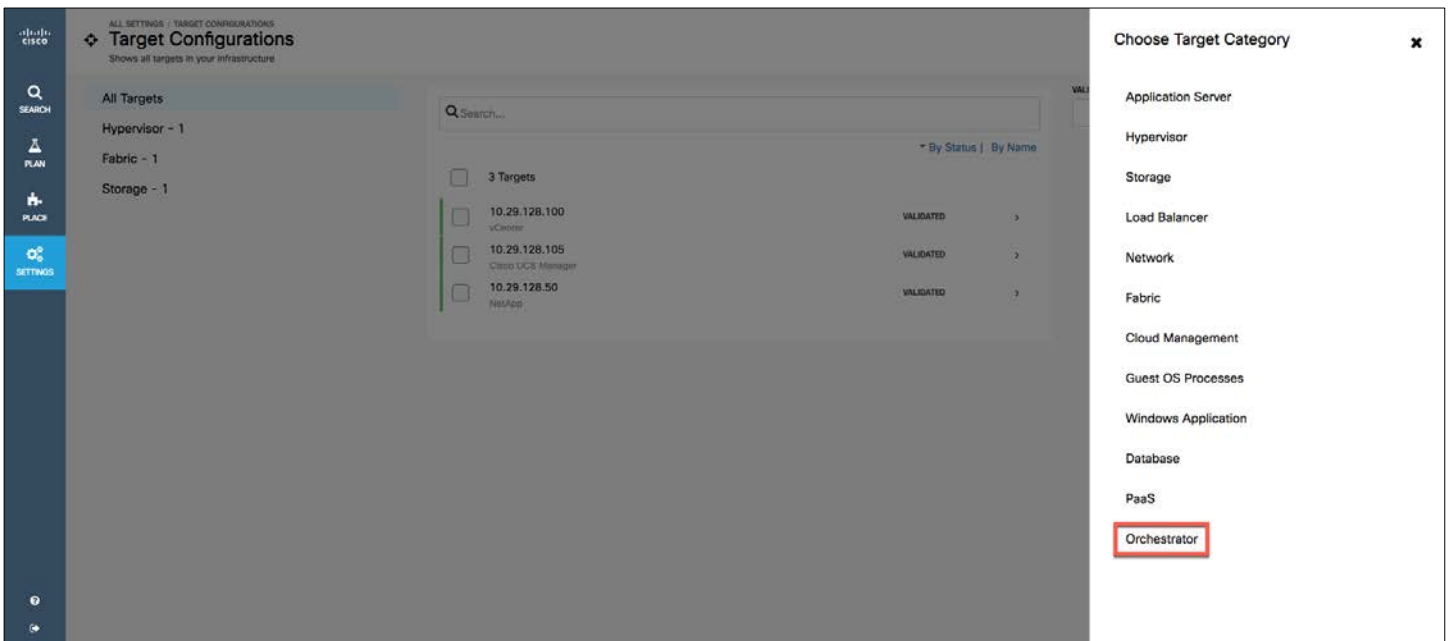 cisco
SEARCH
PLAN
PLACE
SETTINGS
ALL SETTINGS / TARGET CONFIGURATIONS
Target Configurations
Shows all targets in your infrastructure
All Targets
Hypervisor - 1
Fabric - 1
Storage - 1
Search...
By Status | By Name
3 Targets
10.29.128.100
vCenter
VALIDATED
10.29.128.105
Cisco UCS Manager
VALIDATED
10.29.128.50
NetApp
VALIDATED
Choose Target Category
Application Server
Hypervisor
Storage
Load Balancer
Network
Fabric
Cloud Management
Guest OS Processes
Windows Application
Database
PaaS
Orchestrator